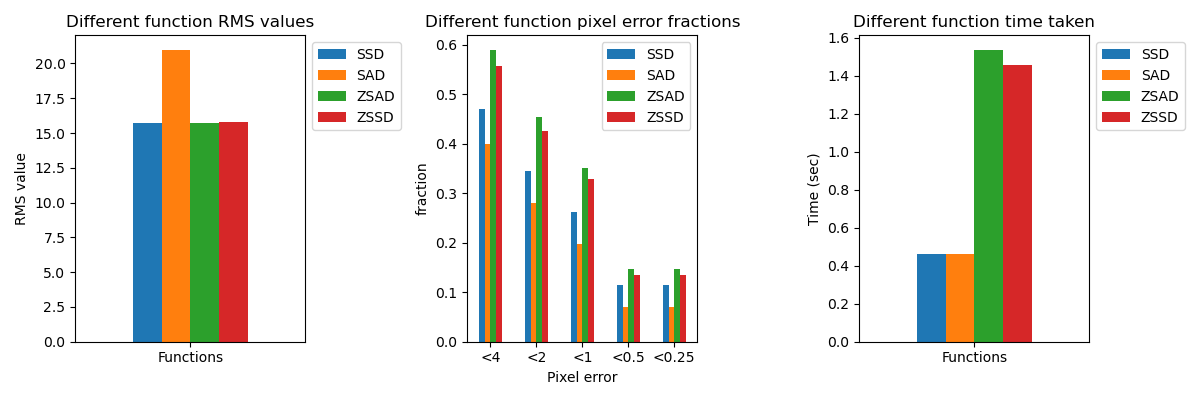 Different function RMS values
RMS value
20.0
17.5
15.0
12.5
10.0
7.5
5.0
2.5
0.0
Functions
SSD
SAD
ZSAD
ZSSD
Different function pixel error fractions
fraction
0.6
0.5
0.4
0.3
0.2
0.1
0.0
<4 <2 <1 <0.5 <0.25
Pixel error
SSD
SAD
ZSAD
ZSSD
Different function time taken
Time (sec)
1.6
1.4
1.2
1.0
0.8
0.6
0.4
0.2
0.0
Functions
SSD
SAD
ZSAD
ZSSD